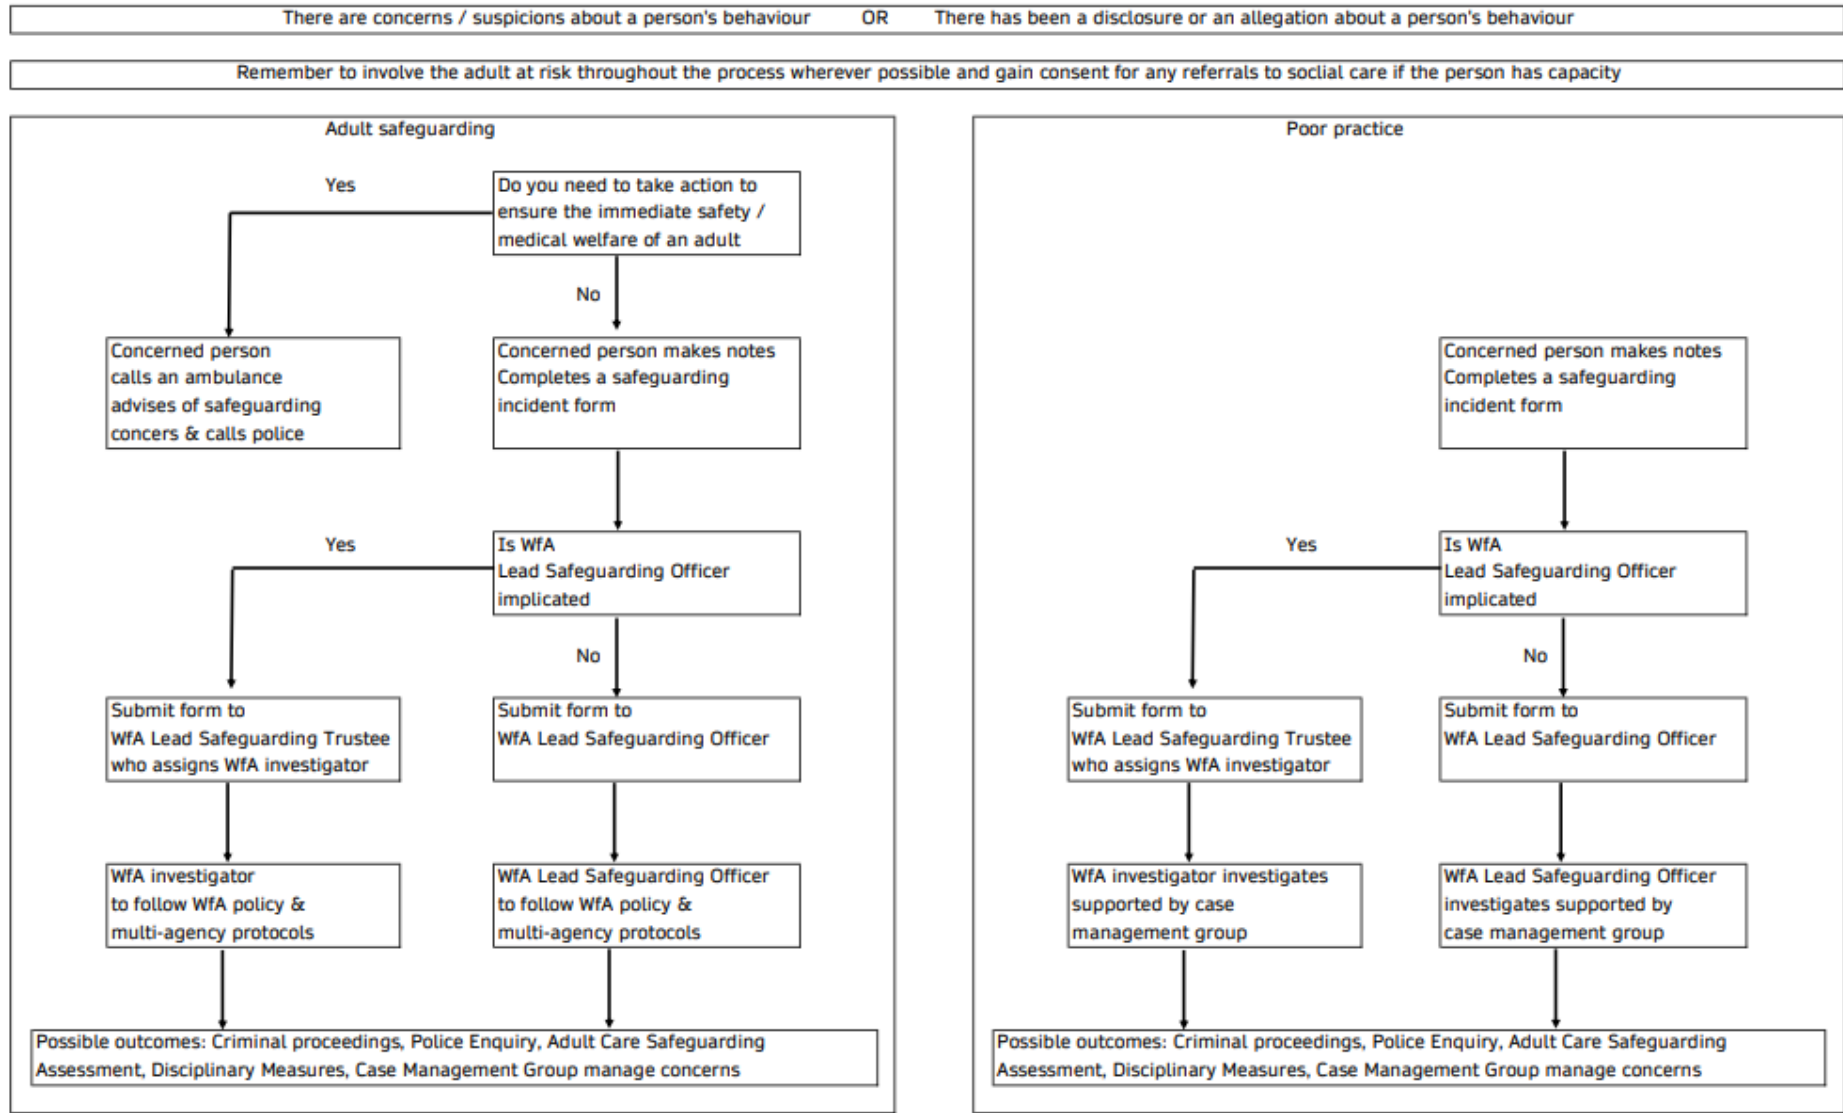 There are concerns / suspicions about a person's behaviour OR There has been a disclosure or an allegation about a person's behaviour
Remember to involve the adult at risk throughout the process wherever possible and gain consent for any referrals to soclial care if the person has capacity
Adult safeguarding
Yes
Do you need to take action to
ensure the immediate safety /
medical welfare of an adult
No
Concerned person
calls an ambulance
advises of safeguarding
concers & calls police
Concerned person makes notes
Completes a safeguarding
incident form
Yes
Is WfA
Lead Safeguarding Officer
implicated
No
Submit form to
WfA Lead Safeguarding Trustee
who assigns WfA investigator
Submit form to
WfA Lead Safeguarding Officer
WfA investigator
to follow WfA policy &
multi-agency protocols
WfA Lead Safeguarding Officer
to follow WfA policy &
multi-agency protocols
Possible outcomes: Criminal proceedings, Police Enquiry, Adult Care Safeguarding
Assessment, Disciplinary Measures, Case Management Group manage concerns
Poor practice
Concerned person makes notes
Completes a safeguarding
incident form
Yes
Is WfA
Lead Safeguarding Officer
implicated
No
Submit form to
WfA Lead Safeguarding Trustee
who assigns WfA investigator
Submit form to
WfA Lead Safeguarding Officer
WfA investigator investigates
supported by case
management group
WfA Lead Safeguarding Officer
investigates supported by
case management group
Possible outcomes: Criminal proceedings, Police Enquiry, Adult Care Safeguarding
Assessment, Disciplinary Measures, Case Management Group manage concerns